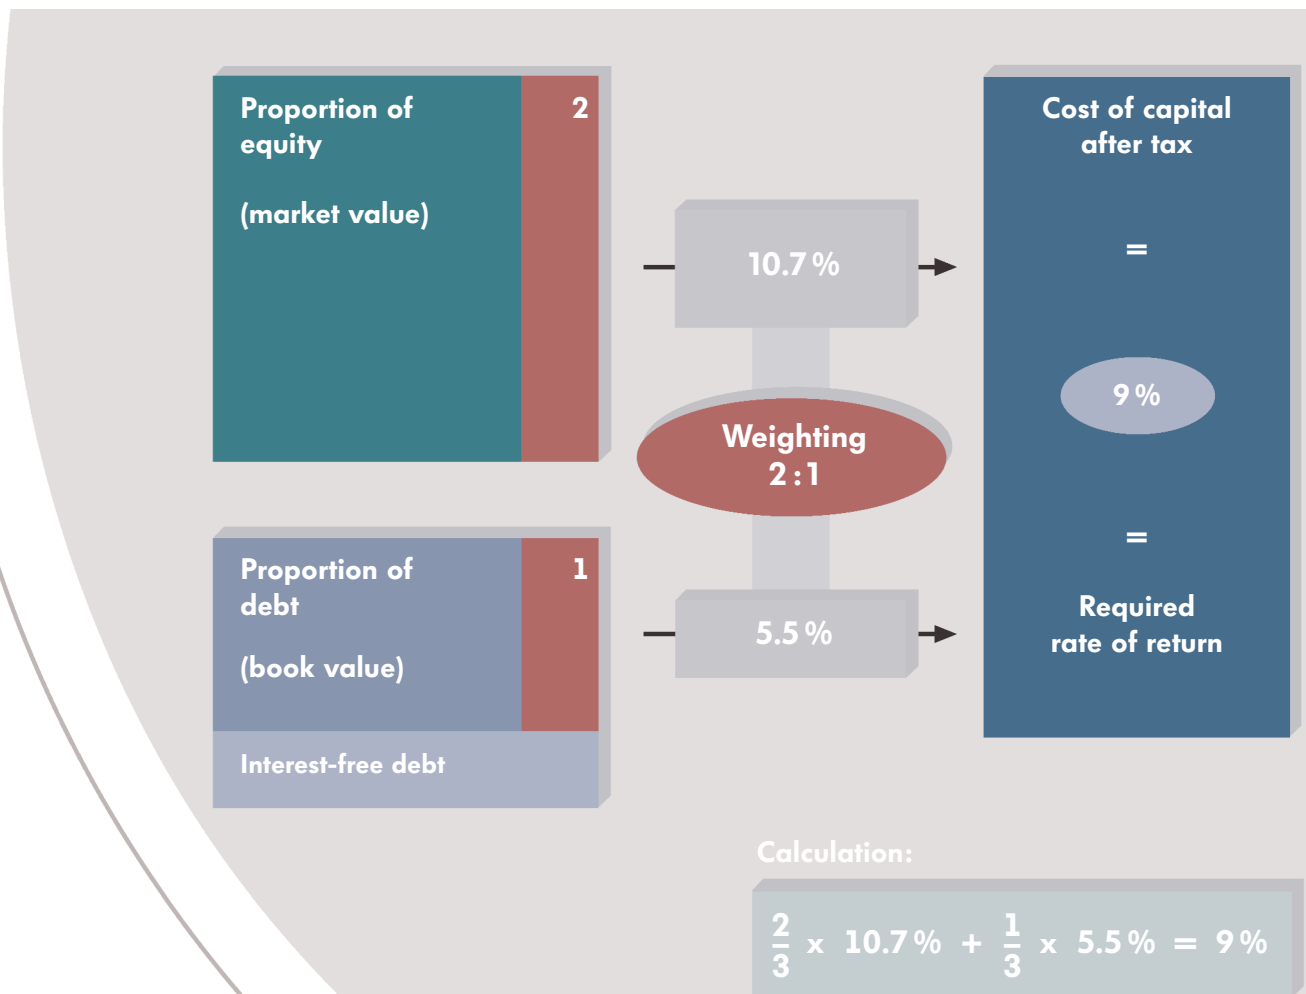 Proportion of
equity
2
(market value)
10.7 %
Weighting
2 : 1
Proportion of
debt
1
(book value)
Interest-free debt
5.5 %
Cost of capital
after tax
=
9 %
=
Required
rate of return
Calculation:
2/3 x 10.7 % + 1/3 x 5.5 % = 9 %